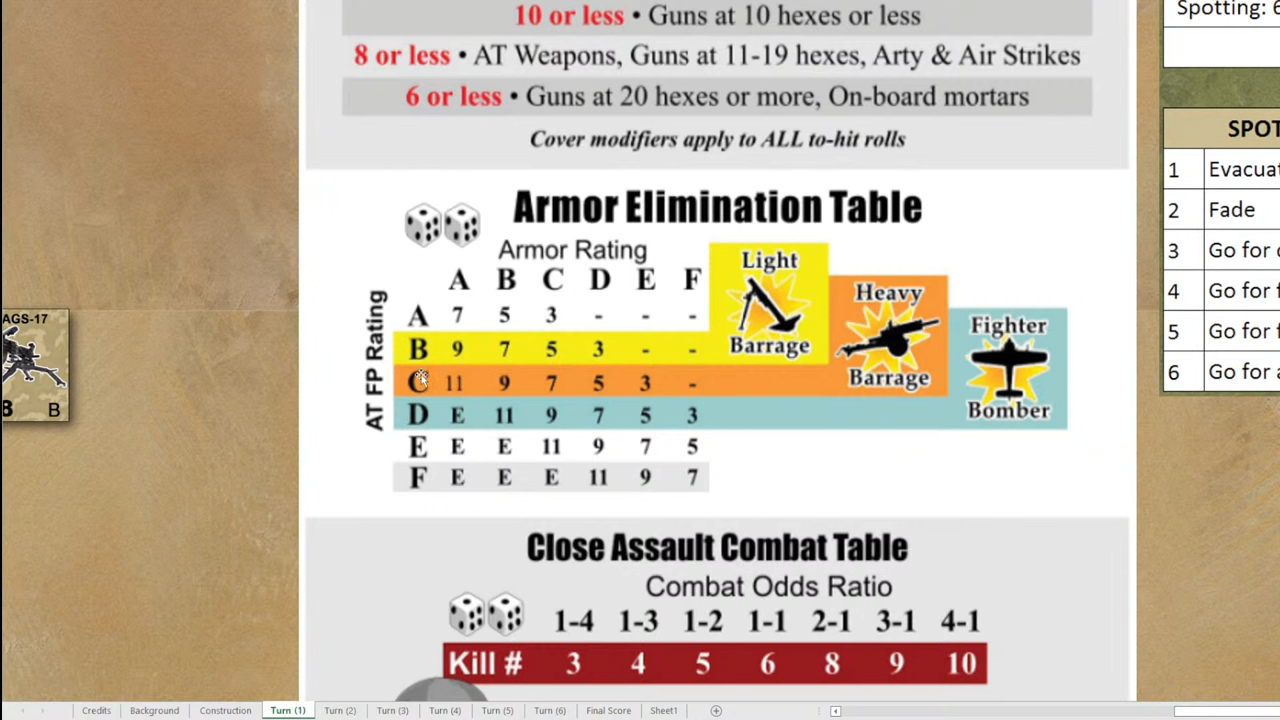 10 or less • Guns at 10 hexes or less
Spotting: 6
8 or less • AT Weapons, Guns at 11-19 hexes, Arty & Air Strikes
6 or less • Guns at 20 hexes or more, On-board mortars
Cover modifiers apply to ALL to-hit rolls
SPOT
1 Evacuat
2 Fade
3 Go for c
4 Go for f
5 Go for f
6 Go for a
Armor Elimination Table
Armor Rating
A B C D E F
AT FP Rating
A 7 5 3 - - -
B 9 7 5 3 - -
C 11 9 7 5 3 -
D E 11 9 7 5 3
E E E 11 9 7 5
F E E E 11 9 7
Light
Barrage
Heavy
Barrage
Fighter
Bomber
AGS-17
B
Close Assault Combat Table
Combat Odds Ratio
1-4 1-3 1-2 1-1 2-1 3-1 4-1
Kill # 3 4 5 6 8 9 10
Credits Background Construction Turn (1) Turn (2) Turn (3) Turn (4) Turn (5) Turn (6) Final Score Sheet1